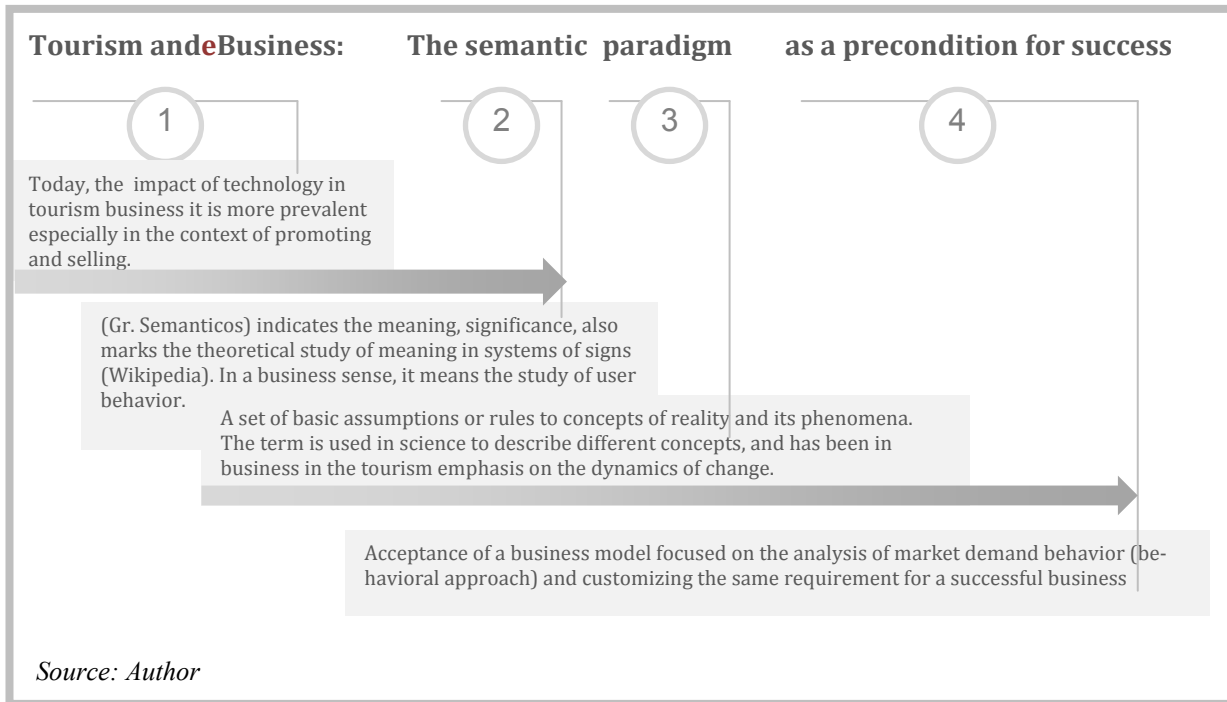 Tourism andeBusiness: The semantic paradigm as a precondition for success
1 2 3 4
Today, the impact of technology in
tourism business it is more prevalent
especially in the context of promoting
and selling.
(Gr. Semanticos) indicates the meaning, significance, also
marks the theoretical study of meaning in systems of signs
(Wikipedia). In a business sense, it means the study of user
behavior.
A set of basic assumptions or rules to concepts of reality and its phenomena.
The term is used in science to describe different concepts, and has been in
business in the tourism emphasis on the dynamics of change.
Acceptance of a business model focused on the analysis of market demand behavior (be-
havioral approach) and customizing the same requirement for a successful business
Source: Author